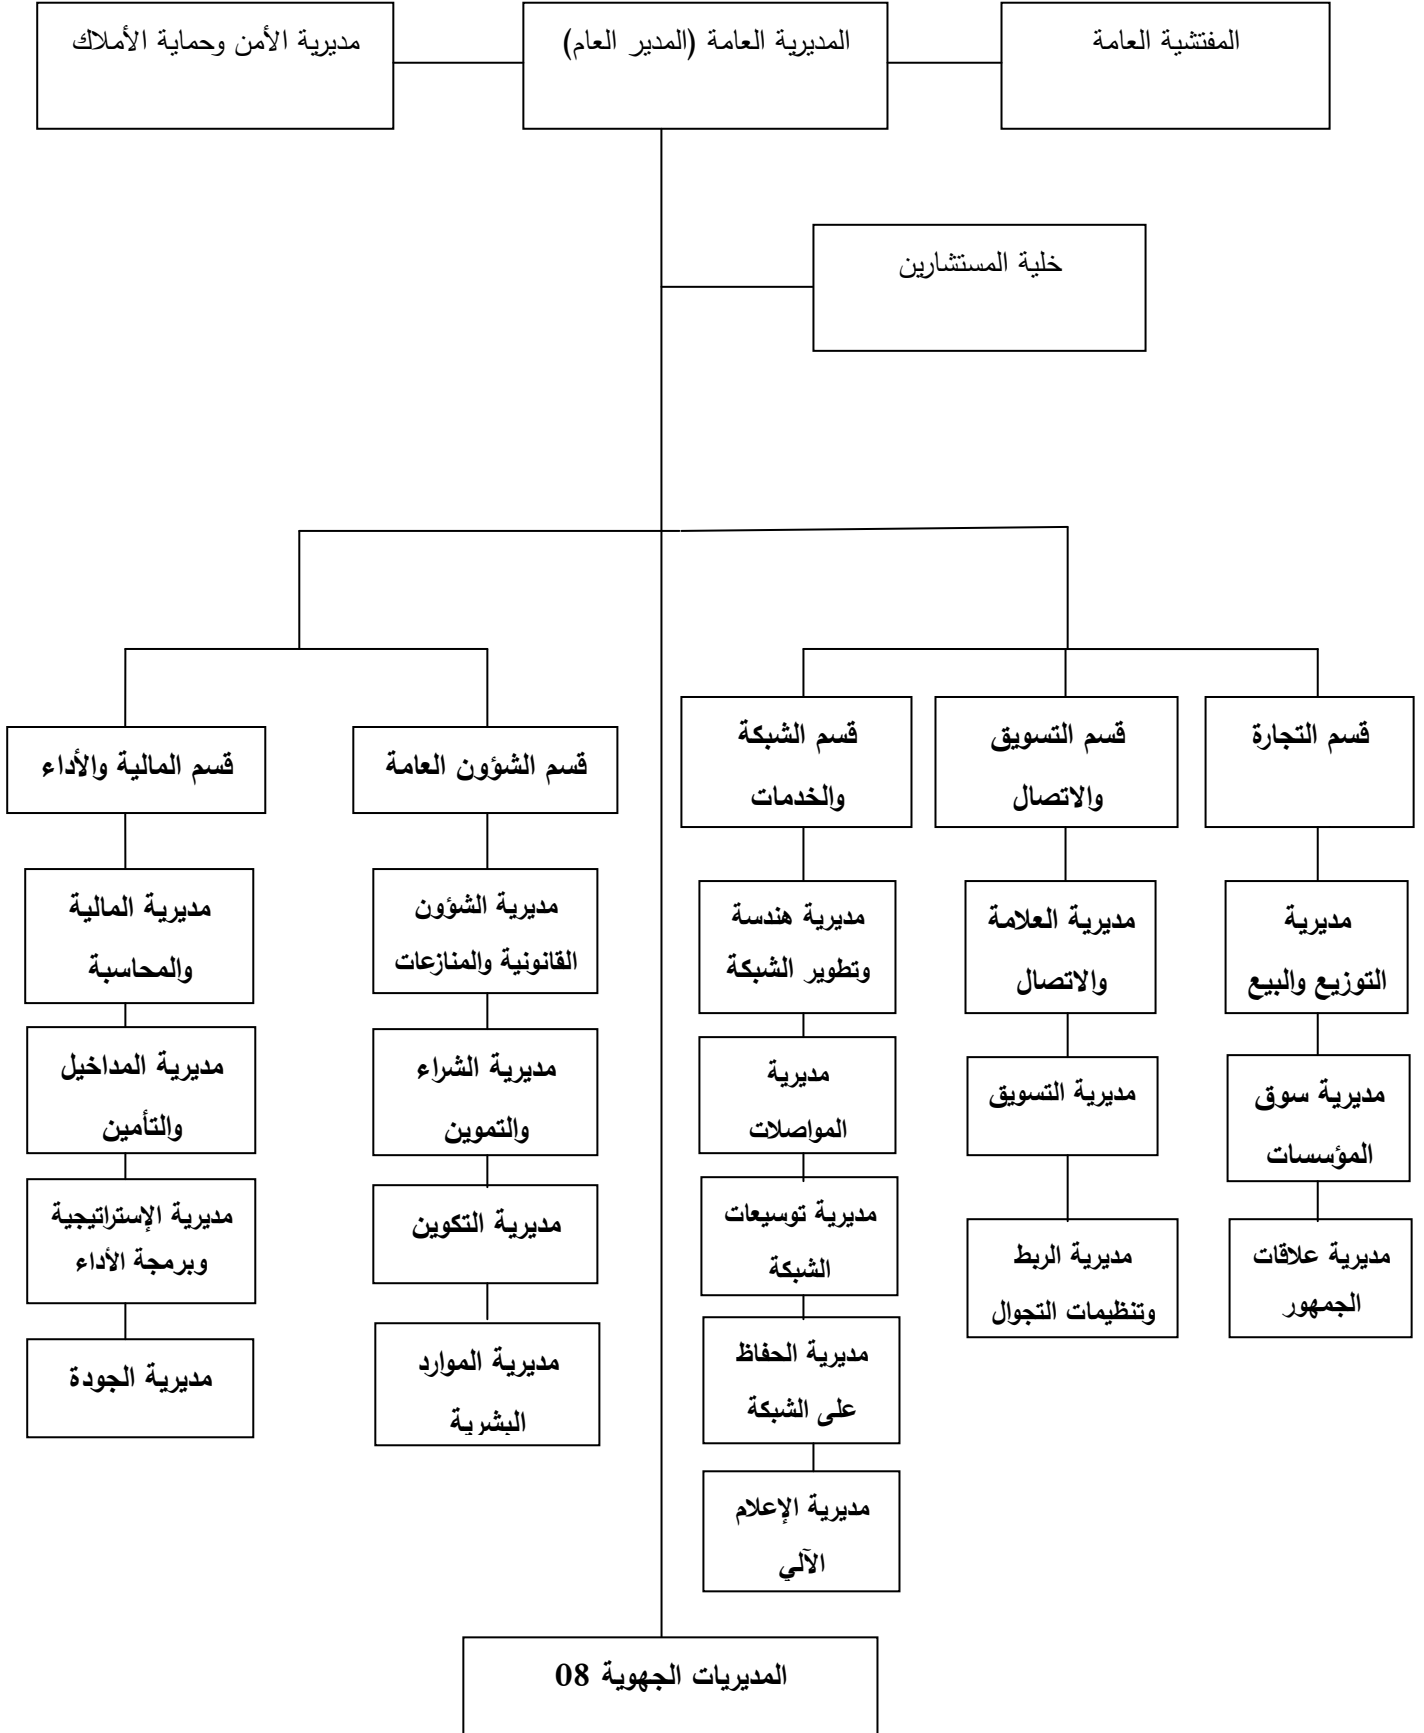 المفتشية العامة
المديرية العامة (المدير العام)
مديرية الأمن وحماية الأملاك
خلية المستشارين
قسم التجارة
قسم التسويق
والاتصال
قسم الشبكة
والخدمات
قسم الشؤون العامة
قسم المالية والأداء
مديرية
التوزيع والبيع
مديرية سوق
المؤسسات
مديرية علاقات
الجمهور
مديرية العلامة
والاتصال
مديرية التسويق
مديرية الربط
وتنظيمات التجوال
مديرية هندسة
وتطوير الشبكة
مديرية
المواصلات
مديرية توسيعات
الشبكة
مديرية الحفاظ
على الشبكة
مديرية الإعلام
الآلي
مديرية الشؤون
القانونية والمنازعات
مديرية الشراء
والتموين
مديرية التكوين
مديرية الموارد
البشرية
مديرية المالية
والمحاسبة
مديرية المداخيل
والتأمين
مديرية الإستراتيجية
وبرمجة الأداء
مديرية الجودة
المديريات الجهوية 08